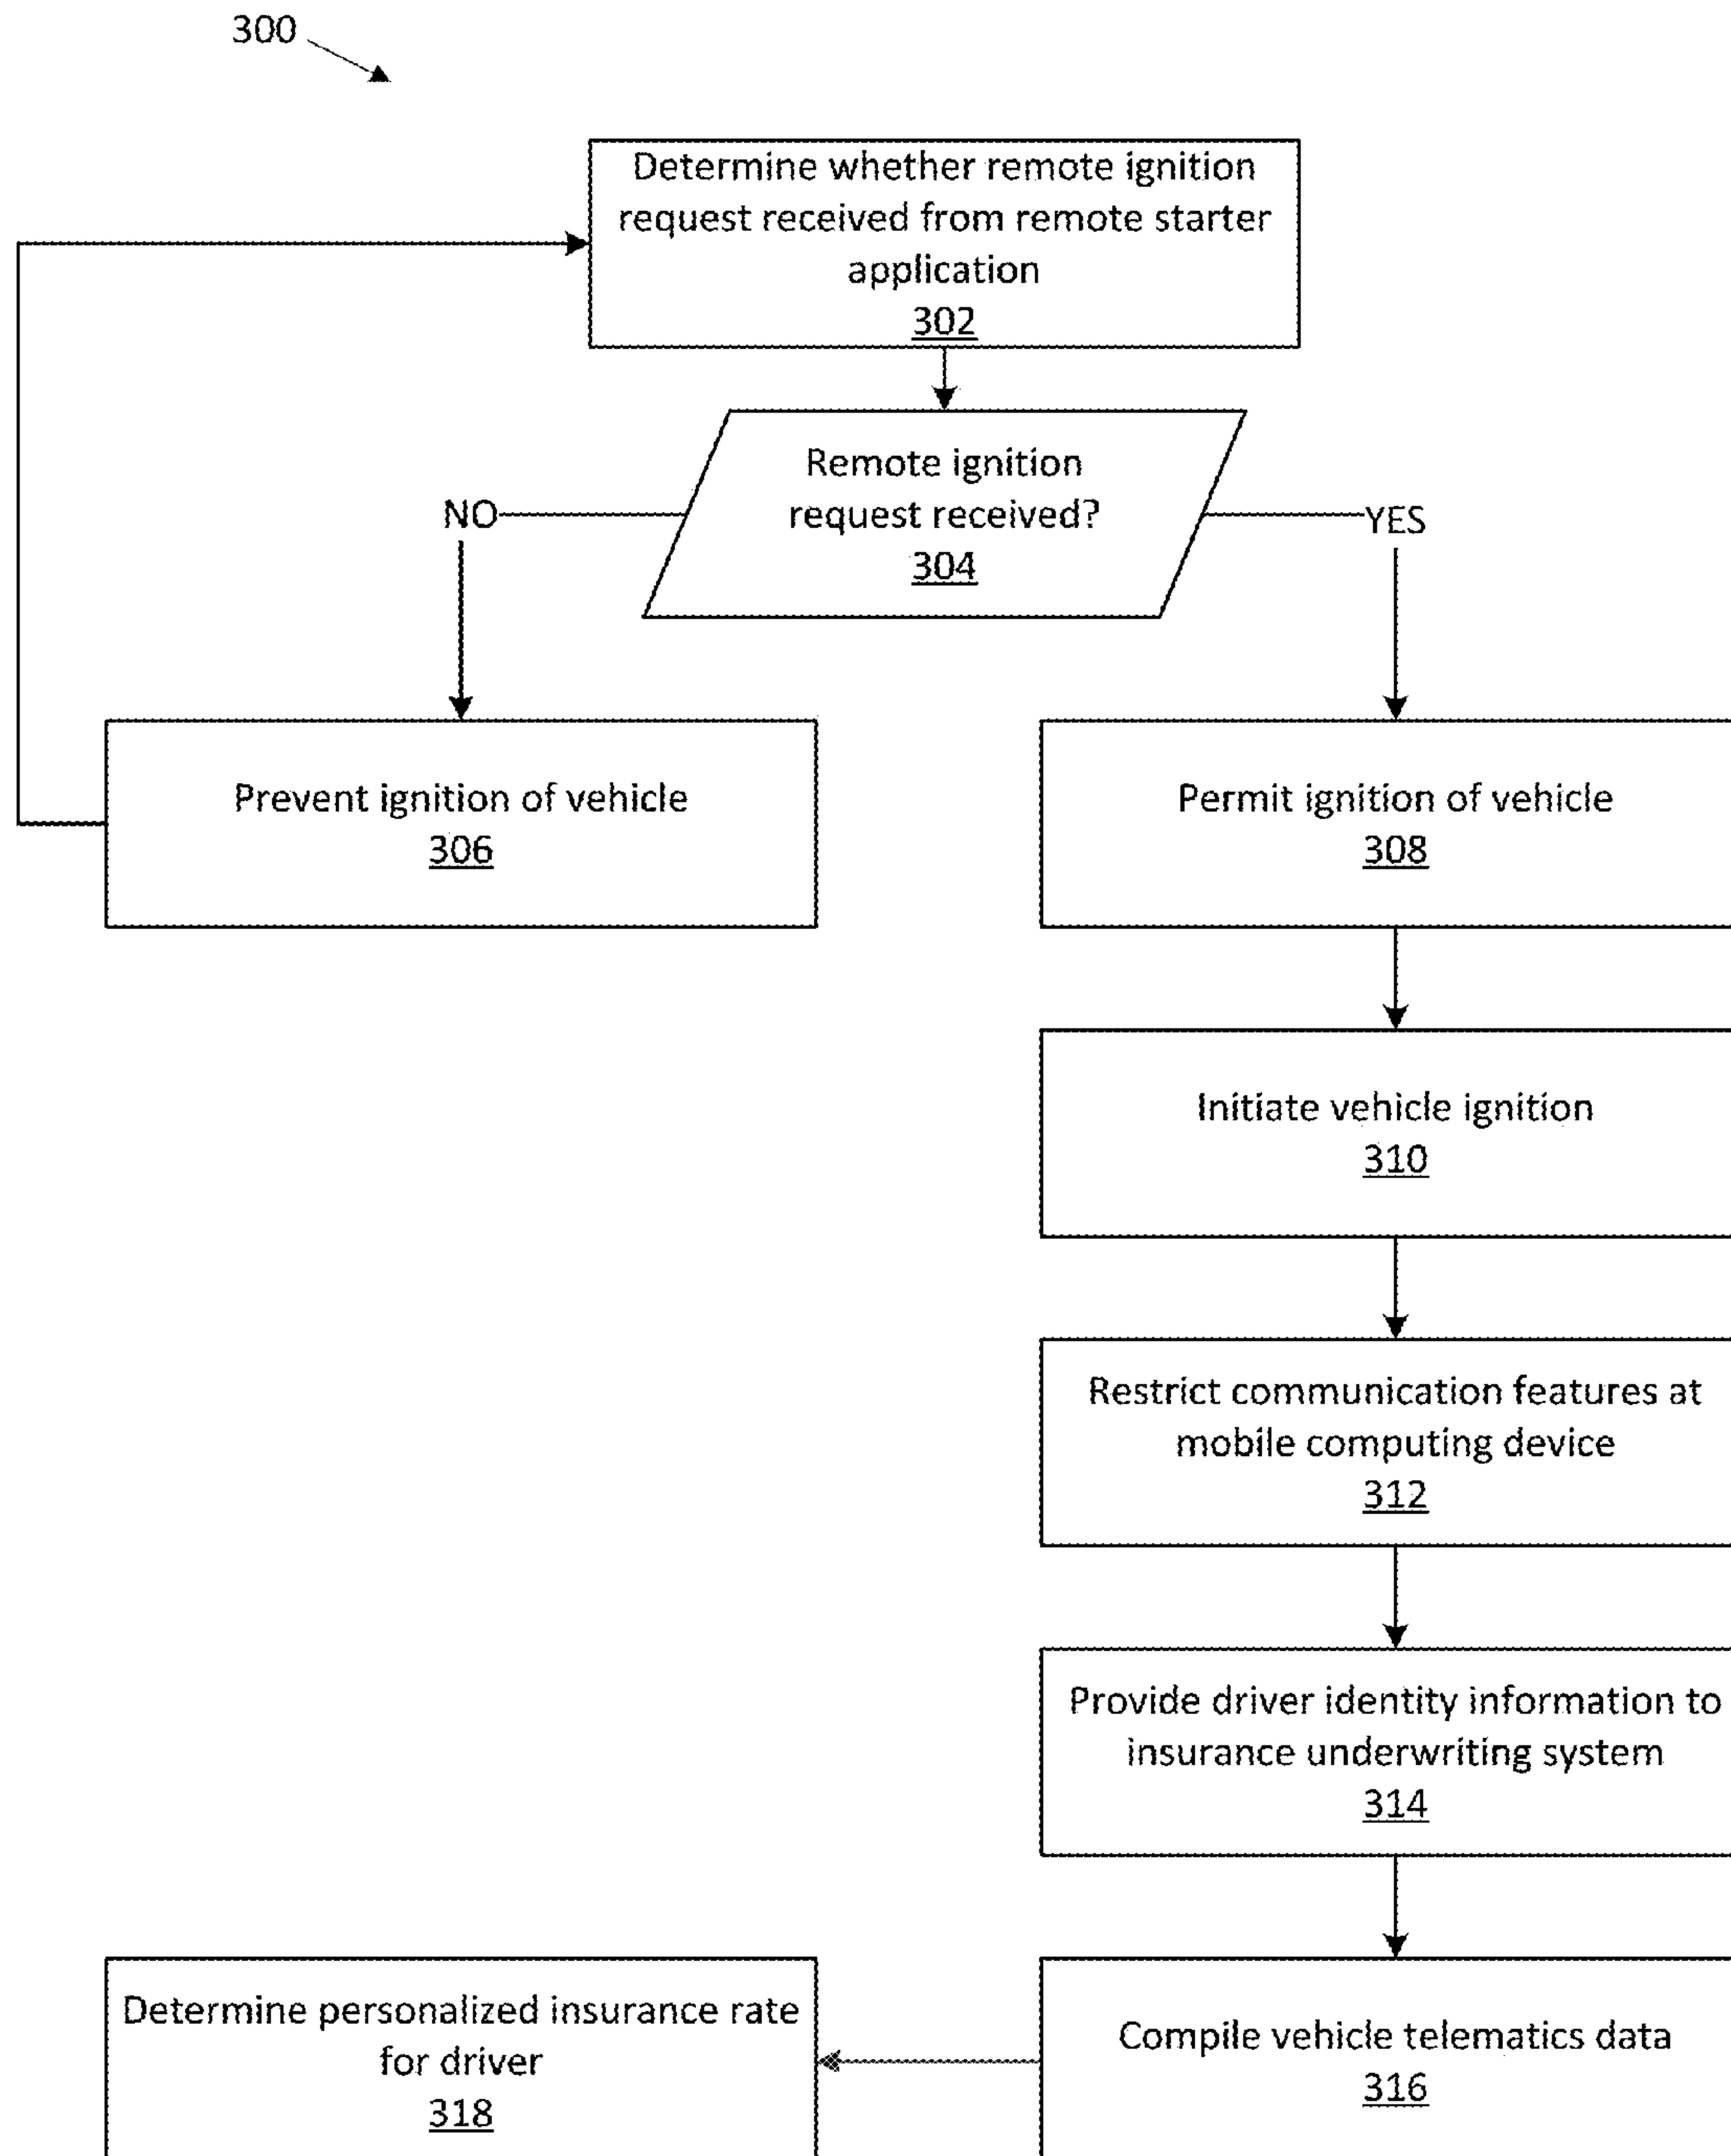 300
Determine whether remote ignition
request received from remote starter
application
302
Remote ignition
request received?
304
NO
YES
Prevent ignition of vehicle
306
Permit ignition of vehicle
308
Initiate vehicle ignition
310
Restrict communication features at
mobile computing device
312
Provide driver identity information to
insurance underwriting system
314
Determine personalized insurance rate
for driver
318
Compile vehicle telematics data
316